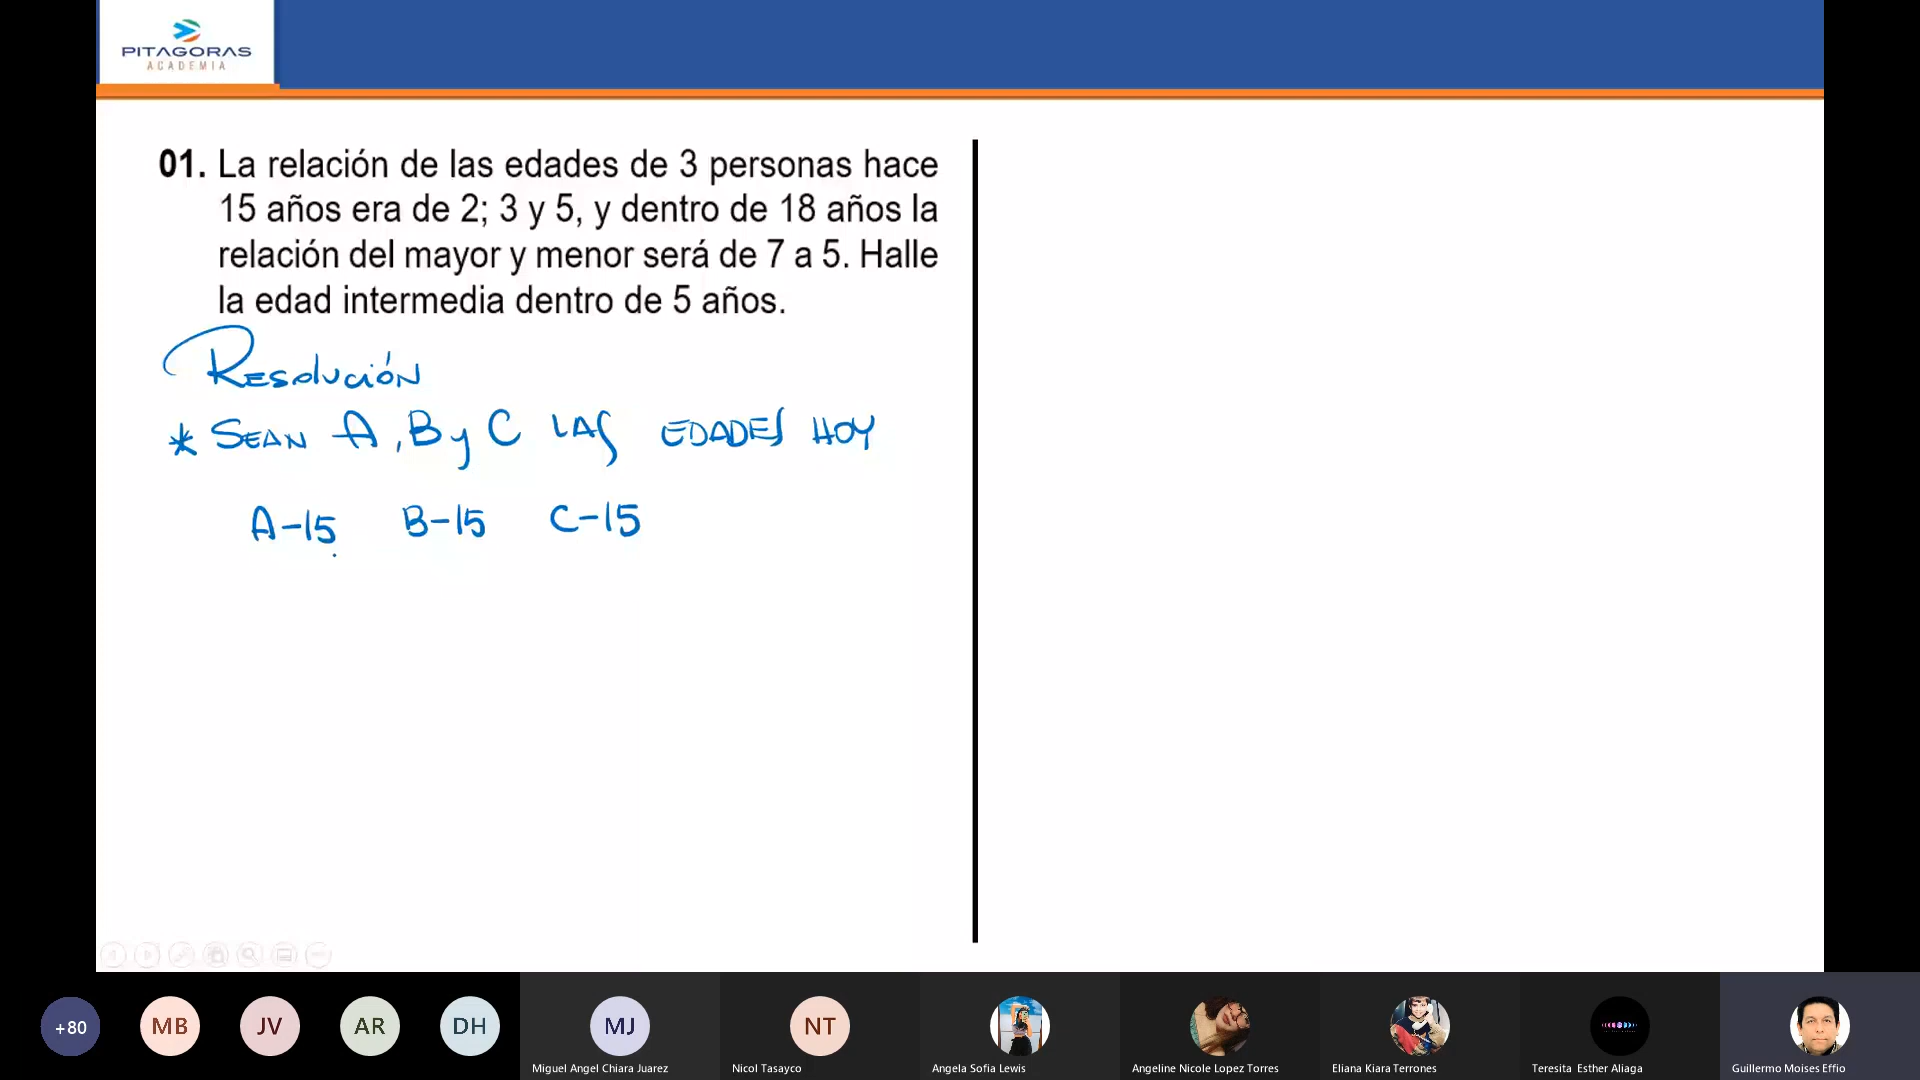 PITAGORAS
ACADEMIA
01. La relación de las edades de 3 personas hace
15 años era de 2; 3 y 5, y dentro de 18 años la
relación del mayor y menor será de 7 a 5. Halle
la edad intermedia dentro de 5 años.
RESOLUCIÓN
* SEAN A, B y C LAS EDADES HOY
A-15 B-15 C-15
+80 MB JV AR DH MJ NT
Miguel Angel Chiara Juarez Nicol Tasayco Angela Sofia Lewis Angeline Nicole Lopez Torres Eliana Kiara Terrones Teresita Esther Aliaga Guillermo Moises Effio